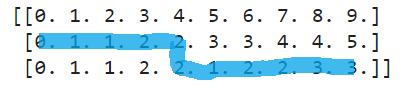 [[0. 1. 2. 3. 4. 5. 6. 7. 8. 9.]
[0. 1. 1. 2. 2. 3. 3. 4. 4. 5.]
[0. 1. 1. 2. 2. 1. 2. 2. 3. 3.]]